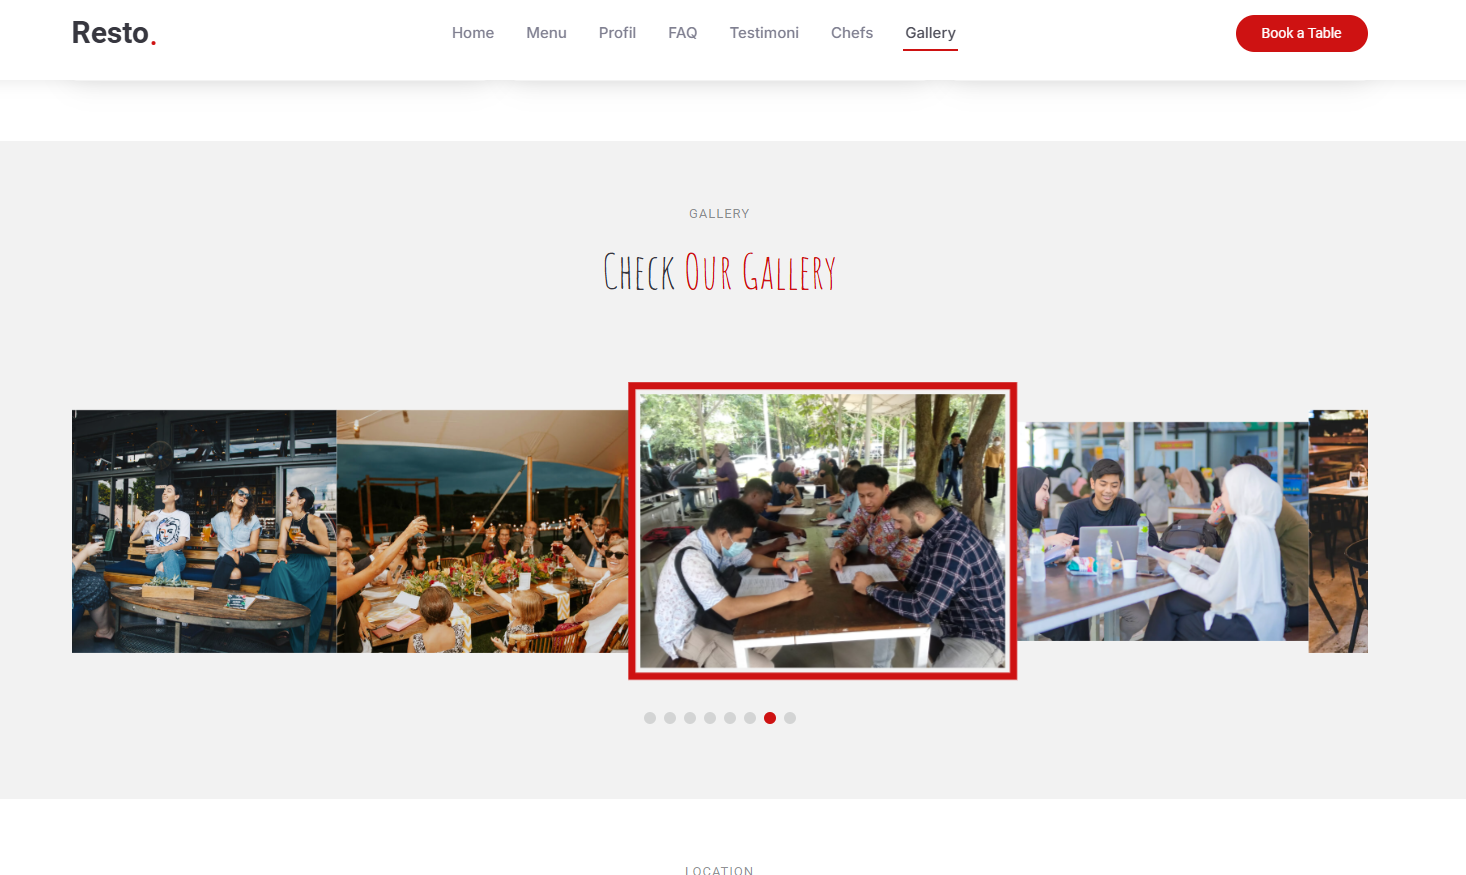 Resto.
Home Menu Profil FAQ Testimoni Chefs Gallery
Book a Table
GALLERY
Check Our Gallery
LOCATION